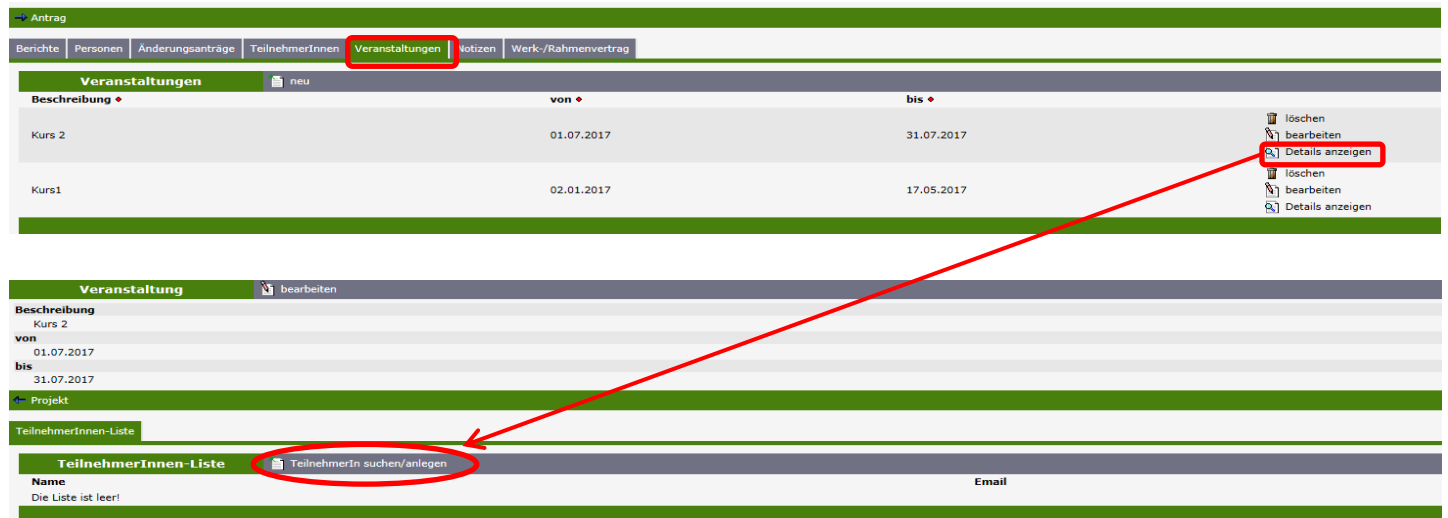 Antrag
Berichte Personen Änderungsanträge TeilnehmerInnen Veranstaltungen Notizen Werk-/Rahmenvertrag
Veranstaltungen neu
Beschreibung von bis
löschen
Kurs 2 01.07.2017 31.07.2017 bearbeiten
Details anzeigen
löschen
Kurs1 02.01.2017 17.05.2017 bearbeiten
Details anzeigen
Veranstaltung bearbeiten
Beschreibung
Kurs 2
von
01.07.2017
bis
31.07.2017
Projekt
TeilnehmerInnen-Liste
TeilnehmerInnen-Liste TeilnehmerIn suchen/anlegen
Name Email
Die Liste ist leer!